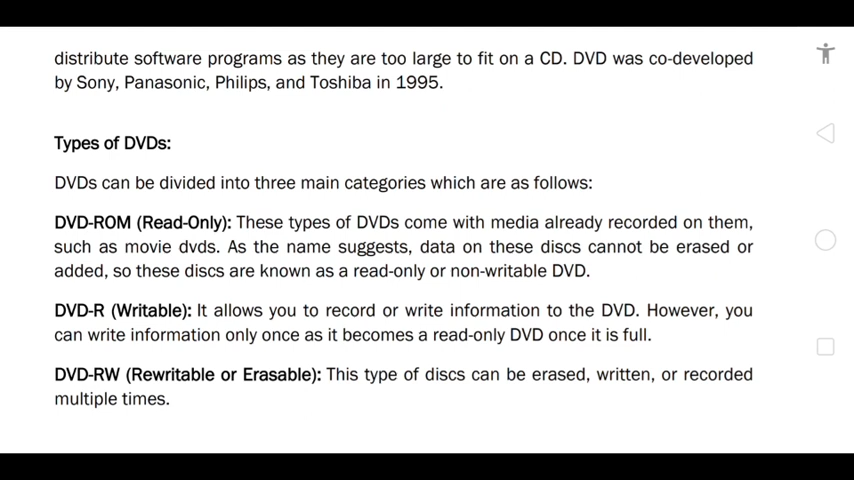 distribute software programs as they are too large to fit on a CD. DVD was co-developed
by Sony, Panasonic, Philips, and Toshiba in 1995.
Types of DVDs:
DVDs can be divided into three main categories which are as follows:
DVD-ROM (Read-Only): These types of DVDs come with media already recorded on them,
such as movie dvds. As the name suggests, data on these discs cannot be erased or
added, so these discs are known as a read-only or non-writable DVD.
DVD-R (Writable): It allows you to record or write information to the DVD. However, you
can write information only once as it becomes a read-only DVD once it is full.
DVD-RW (Rewritable or Erasable): This type of discs can be erased, written, or recorded
multiple times.